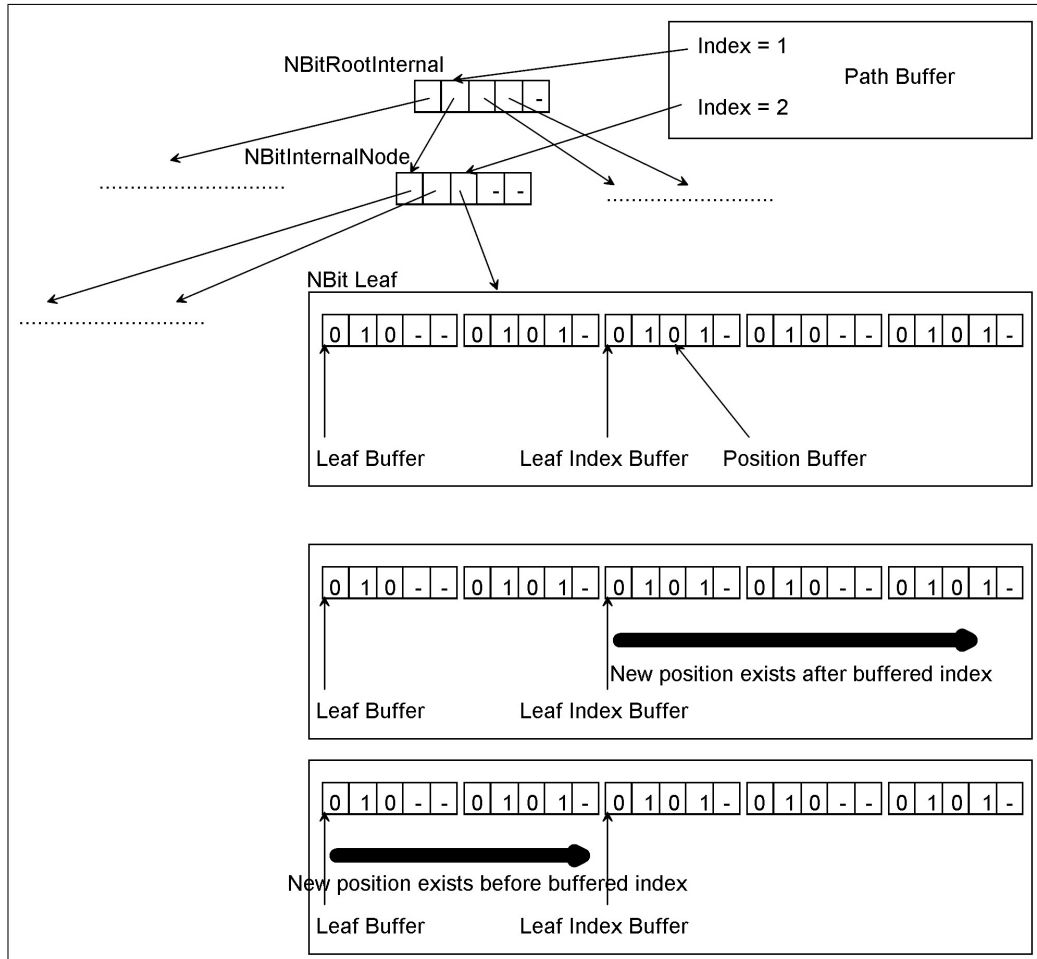 Index = 1
NBitRootInternal
Path Buffer
-
Index = 2
NBitInternalNode
- -
NBit Leaf
0 1 0 - - 0 1 0 1 - 0 1 0 1 - 0 1 0 - - 0 1 0 1 -
Leaf Buffer Leaf Index Buffer Position Buffer
0 1 0 - - 0 1 0 1 - 0 1 0 1 - 0 1 0 - - 0 1 0 1 -
New position exists after buffered index
Leaf Buffer Leaf Index Buffer
0 1 0 - - 0 1 0 1 - 0 1 0 1 - 0 1 0 - - 0 1 0 1 -
New position exists before buffered index
Leaf Buffer Leaf Index Buffer